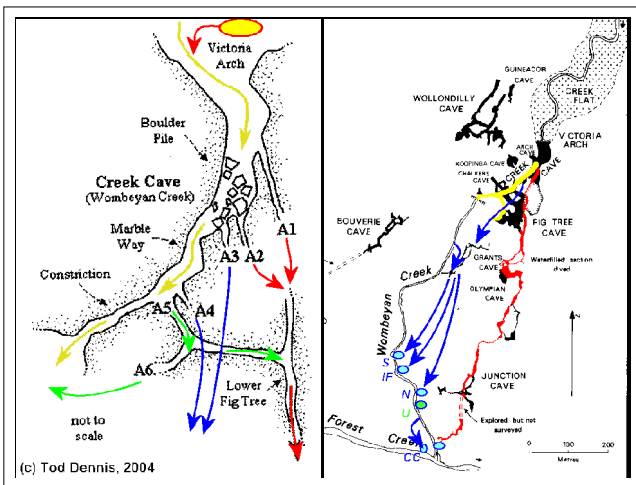 Victoria
Arch
Boulder
Pile
Creek Cave
(Wombeyan Creek)
Marble
Way
A1
A3
A2
Constriction
A5
A4
A6
Lower
Fig Tree
not to
scale
(c) Tod Dennis, 2004
GUINEACOR
CAVE
WOLLONDILLY
CAVE
CREEK
FLAT
VICTORIA
ARCH
ARCH
CAVE
KOORINGA CAVE
CHALKERS
CAVE
CREEK
CAVE
FIG TREE
CAVE
BOUVERIE
CAVE
GRANTS
CAVE
Waterfilled section
dived
Creek
OLYMPIAN
CAVE
Wombeyan
N
S
IF
JUNCTION
CAVE
N
U
Explored but not
surveyed
Forest
Creek
CC
0 100 200
Metres